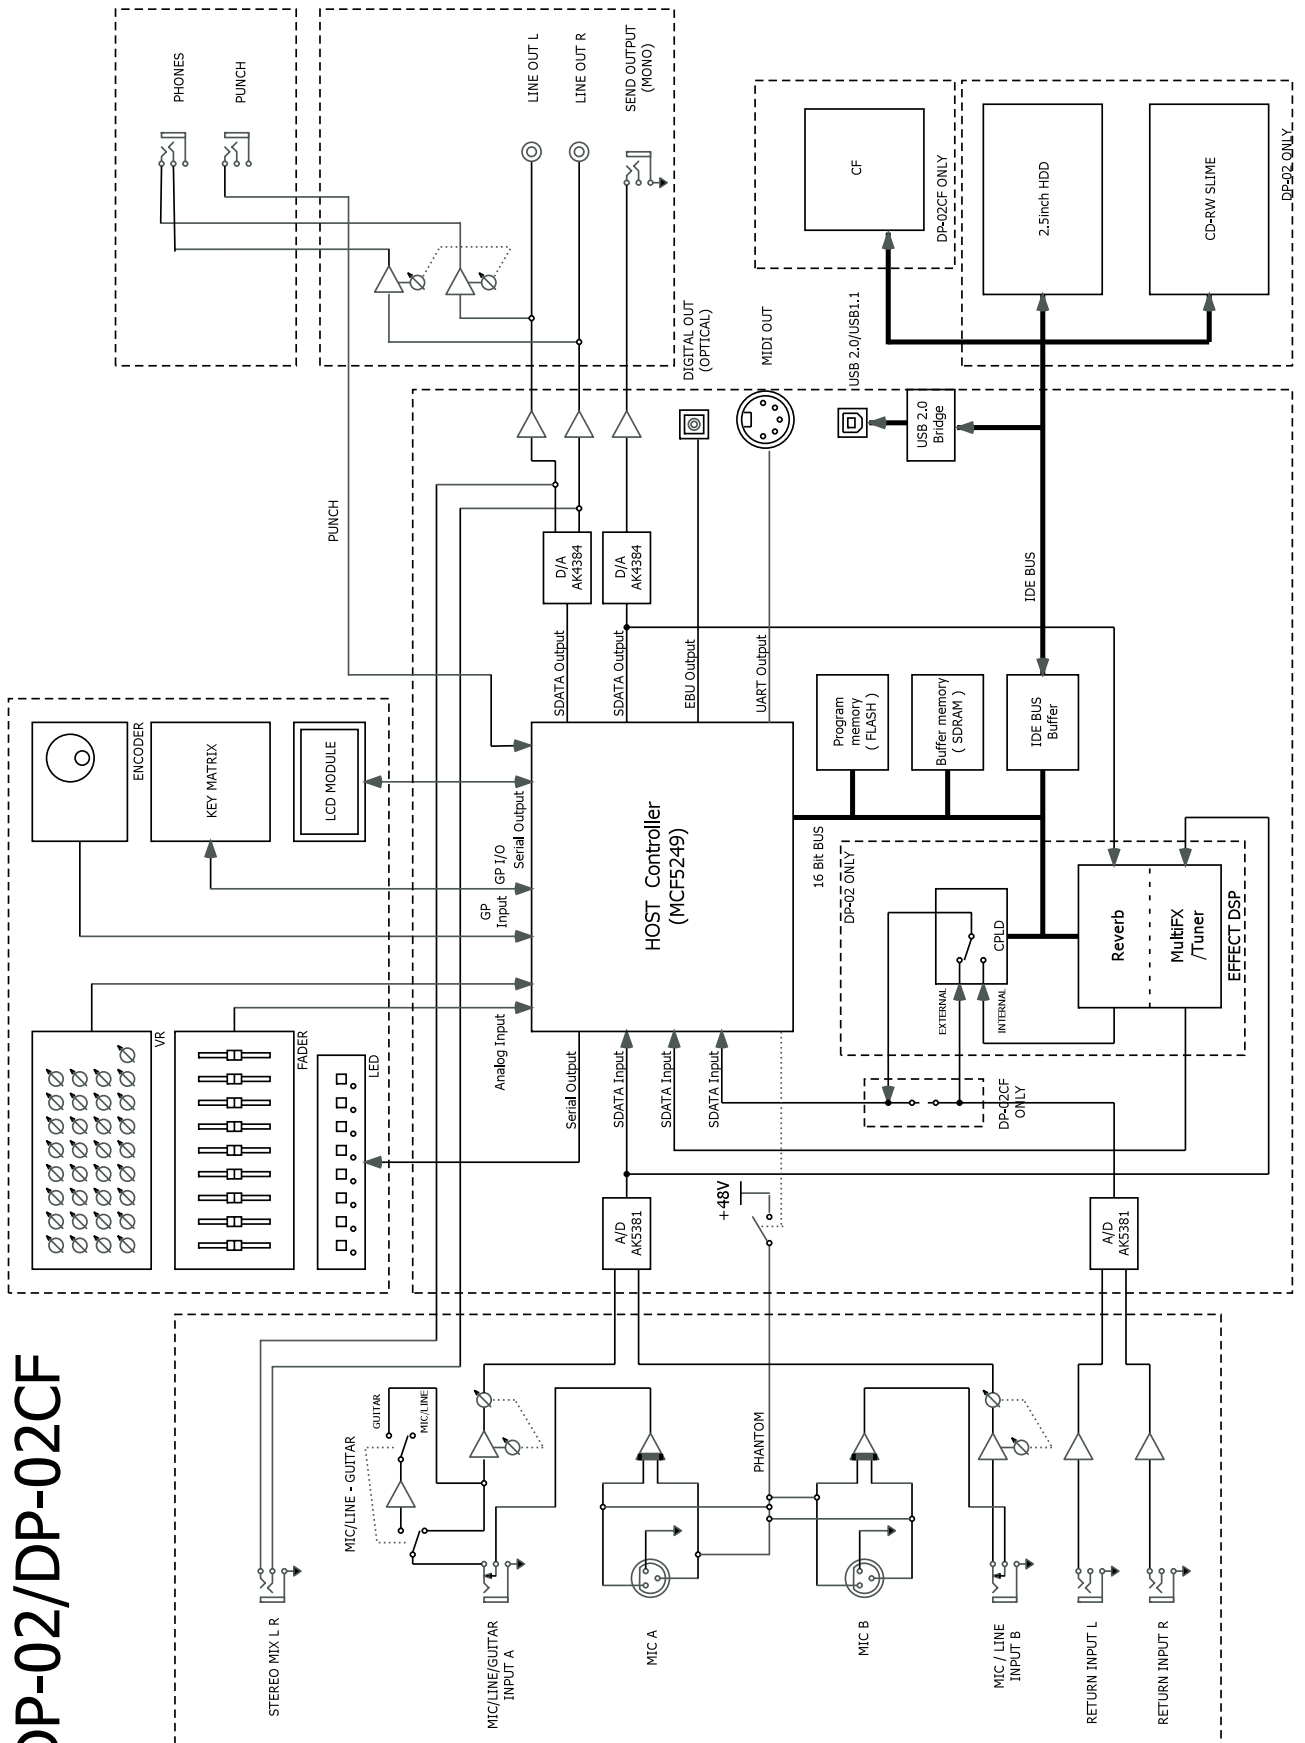 DP-02/DP-02CF
PHONES
PUNCH
LINE OUT L
LINE OUT R
SEND OUTPUT
(MONO)
CF
DP-02CF ONLY
2.5inch HDD
CD-RW SLIME
DP-02 ONLY
DIGITAL OUT
(OPTICAL)
MIDI OUT
USB 2.0/USB1.1
USB 2.0
Bridge
PUNCH
D/A
AK4384
D/A
AK4384
IDE BUS
SDATA Output
SDATA Output
EBU Output
UART Output
ENCODER
KEY MATRIX
LCD MODULE
Program
memory
( FLASH )
Buffer memory
( SDRAM )
IDE BUS
Buffer
Serial Output
GP I/O
GP
Input
Analog Input
HOST Controller
(MCF5249)
16 Bit BUS
DP-02 ONLY
CPLD
EXTERNAL
INTERNAL
Reverb
MultiFX
/Tuner
EFFECT DSP
VR
FADER
LED
Serial Output
SDATA Input
SDATA Input
SDATA Input
DP-02CF
ONLY
+48V
A/D
AK5381
A/D
AK5381
GUITAR
MIC/LINE
MIC/LINE - GUITAR
PHANTOM
STEREO MIX L R
MIC/LINE/GUITAR
INPUT A
MIC A
MIC B
MIC / LINE
INPUT B
RETURN INPUT L
RETURN INPUT R